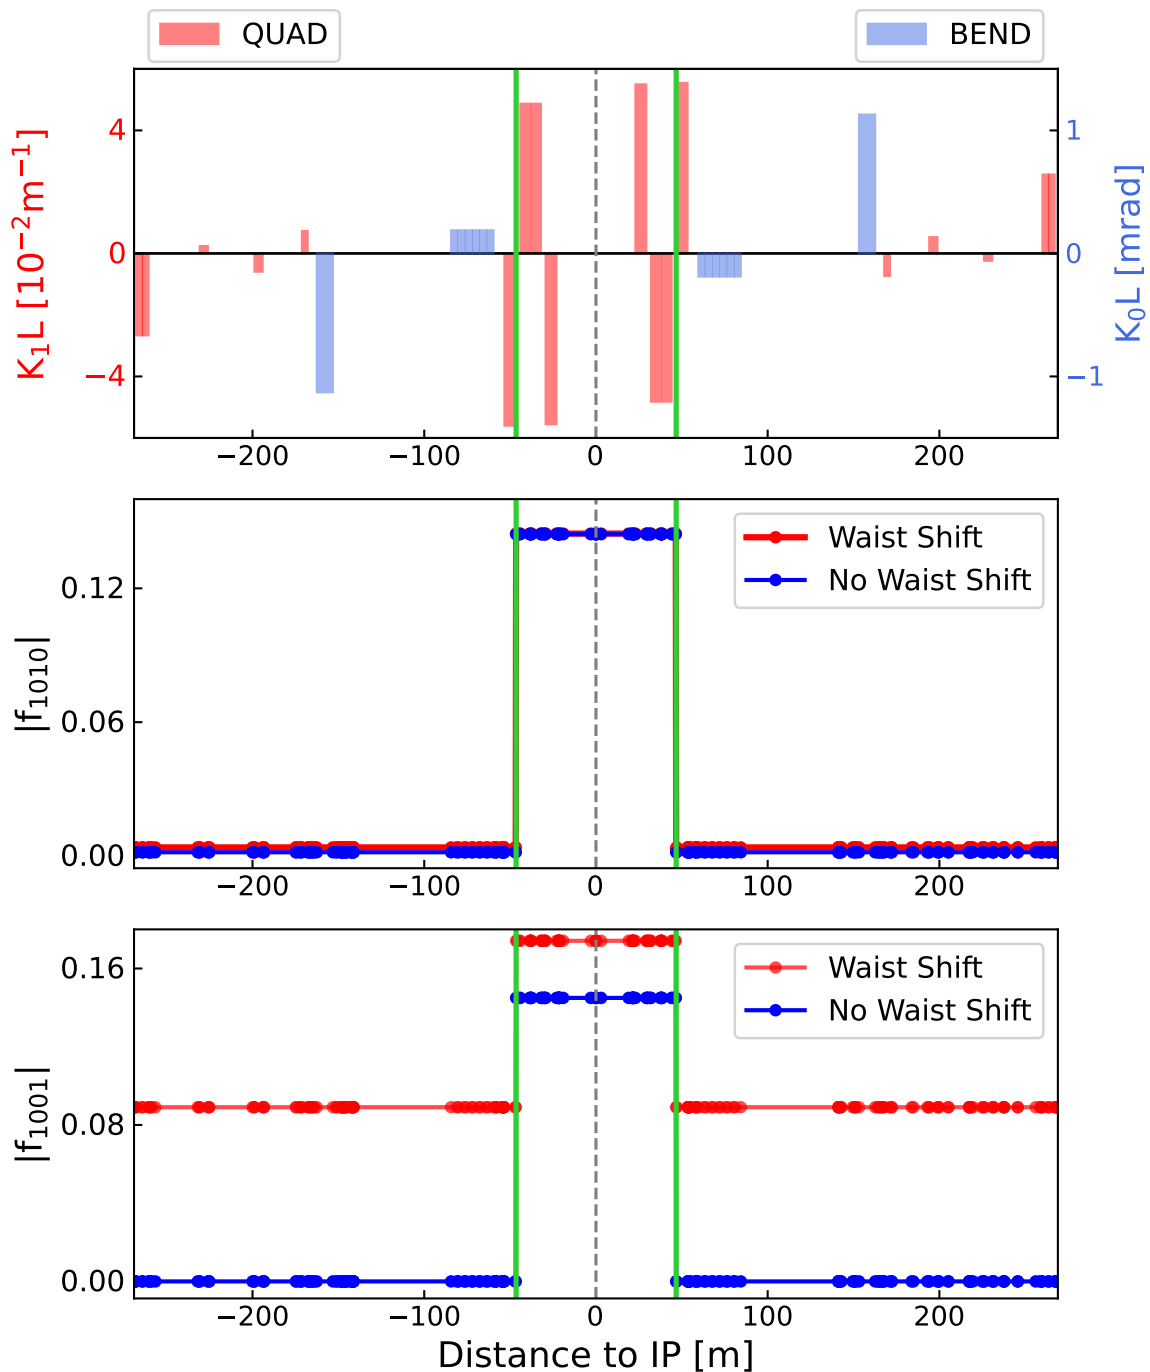 QUAD BEND
K₁L [10⁻²m⁻¹]
4
0
−4
1
0
−1
K₀L [mrad]
−200 −100 0 100 200
|f₁₀₁₀|
0.12
0.06
0.00
Waist Shift
No Waist Shift
−200 −100 0 100 200
|f₁₀₀₁|
0.16
0.08
0.00
Waist Shift
No Waist Shift
−200 −100 0 100 200
Distance to IP [m]